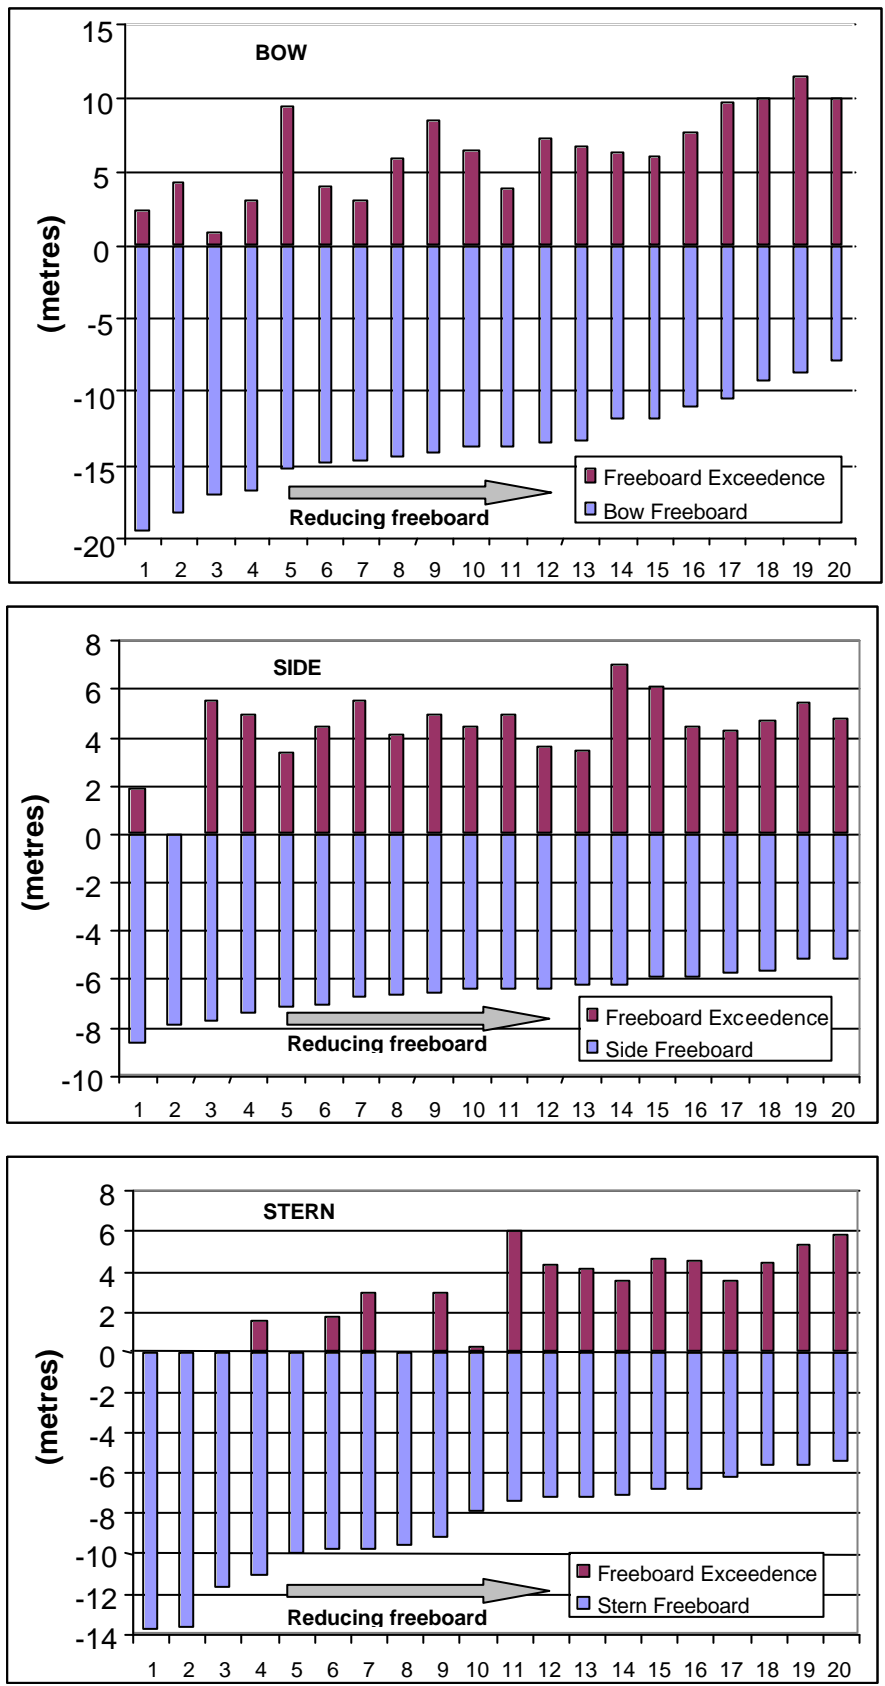 BOW
15
10
5
0
-5
-10
-15
-20
(metres)
Freeboard Exceedence
Bow Freeboard
Reducing freeboard
1 2 3 4 5 6 7 8 9 10 11 12 13 14 15 16 17 18 19 20
SIDE
8
6
4
2
0
-2
-4
-6
-8
-10
(metres)
Freeboard Exceedence
Side Freeboard
Reducing freeboard
1 2 3 4 5 6 7 8 9 10 11 12 13 14 15 16 17 18 19 20
STERN
8
6
4
2
0
-2
-4
-6
-8
-10
-12
-14
(metres)
Freeboard Exceedence
Stern Freeboard
Reducing freeboard
1 2 3 4 5 6 7 8 9 10 11 12 13 14 15 16 17 18 19 20